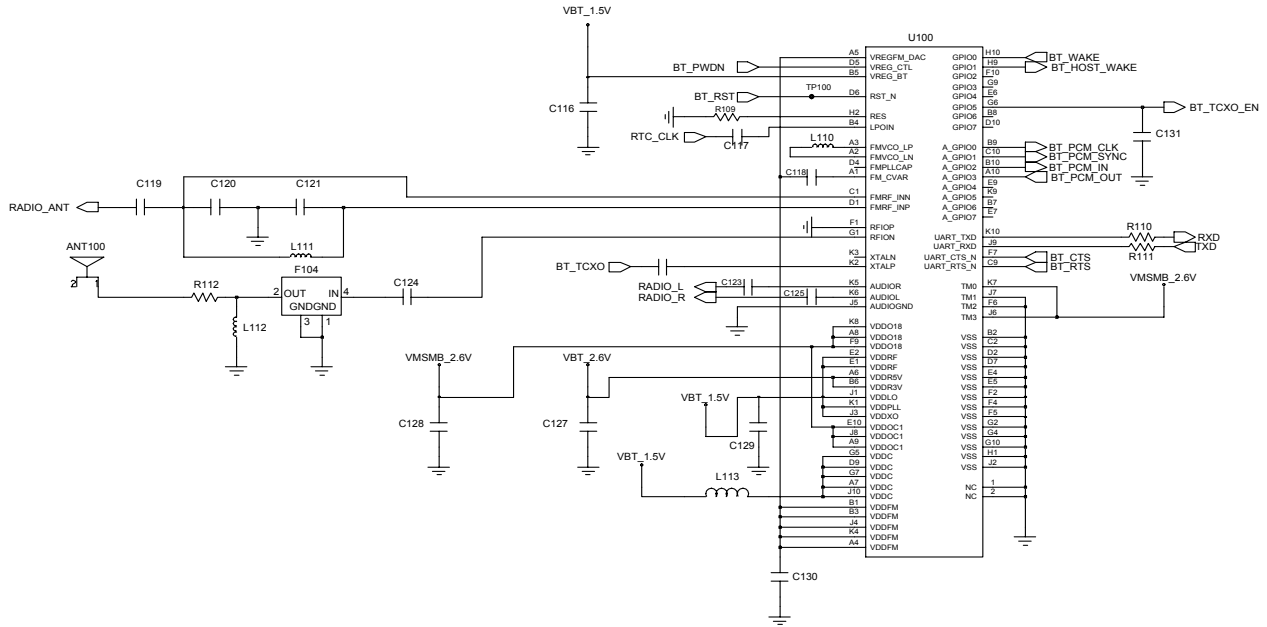 VBT_1.5V
U100
BT_PWDN
BT_RST
TP100
R109
C116
RTC_CLK
C117
L110
C118
A5 VREGFM_DAC
D5 VREG_CTL
B5 VREG_BT
D6 RST_N
H2 RES
B4 LPOIN
A3 FMVCO_LP
A2 FMVCO_LN
D4 FMPLLCAP
A1 FM_CVAR
C1 FMRF_INN
D1 FMRF_INP
F1 RFIOP
G1 RFION
K3 XTALN
K2 XTALP
K5 AUDIOR
K6 AUDIOL
J5 AUDIOGND
K8 VDDO18
A8 VDDO18
F9 VDDO18
E2 VDDRF
E1 VDDRF
A6 VDDR5V
B6 VDDR3V
J1 VDDLO
K1 VDDPLL
J3 VDDXO
E10 VDDOC1
J8 VDDOC1
A9 VDDOC1
G5 VDDC
D9 VDDC
G7 VDDC
A7 VDDC
J10 VDDC
B1 VDDFM
B3 VDDFM
J4 VDDFM
K4 VDDFM
A4 VDDFM
GPIO0 H10 BT_WAKE
GPIO1 H9 BT_HOST_WAKE
GPIO2 F10
GPIO3 G9
GPIO4 E6
GPIO5 G6 BT_TCXO_EN
GPIO6 B8
GPIO7 D10
C131
A_GPIO0 B9 BT_PCM_CLK
A_GPIO1 C10 BT_PCM_SYNC
A_GPIO2 B10 BT_PCM_IN
A_GPIO3 A10 BT_PCM_OUT
A_GPIO4 E9
A_GPIO5 K9
A_GPIO6 B7
A_GPIO7 E7
UART_TXD K10 R110 RXD
UART_RXD J9 R111 TXD
UART_CTS_N F7 BT_CTS
UART_RTS_N C9 BT_RTS
VMSMB_2.6V
TM0 K7
TM1 J7
TM2 F6
TM3 J6
VSS B2
VSS C2
VSS D2
VSS D7
VSS E4
VSS E5
VSS F2
VSS F4
VSS F5
VSS G2
VSS G4
VSS G10
VSS H1
VSS J2
NC 1
NC 2
RADIO_ANT
C119
C120
C121
L111
ANT100
2 1
R112
L112
F104
2 OUT IN 4
GNDGND
3 1
C124
BT_TCXO
RADIO_L
C123
RADIO_R
C125
VMSMB_2.6V
C128
VBT_2.6V
C127
VBT_1.5V
C129
VBT_1.5V
L113
C130